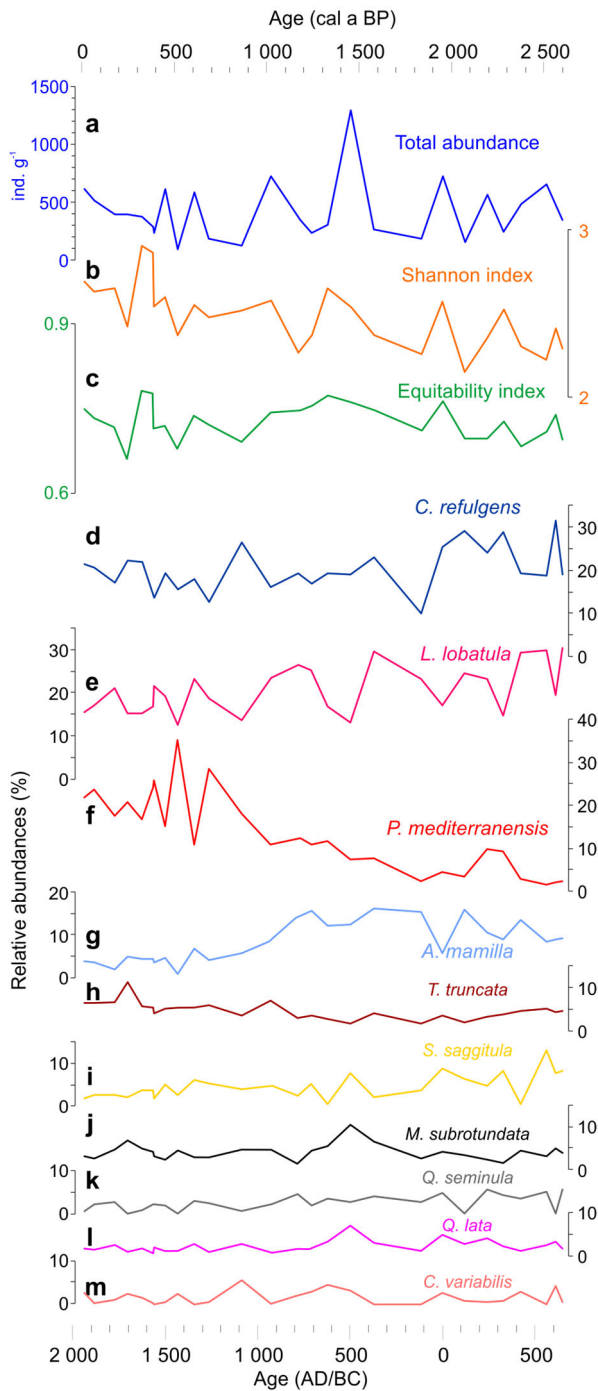 Age (cal a BP)
0 500 1 000 1 500 2 000 2 500
a
Total abundance
ind. g-1
1500
1000
500
0
b
Shannon index
3
2
c
Equitability index
0.9
0.6
d
C. refulgens
30
20
10
0
e
L. lobatula
30
20
10
0
Relative abundances (%)
f
P. mediterranensis
40
30
20
10
0
g
A. mamilla
20
10
0
h
T. truncata
10
0
i
S. saggitula
10
0
j
M. subrotundata
10
0
k
Q. seminula
10
0
l
Q. lata
10
0
m
C. variabilis
10
0
2 000 1 500 1 000 500 0 500
Age (AD/BC)